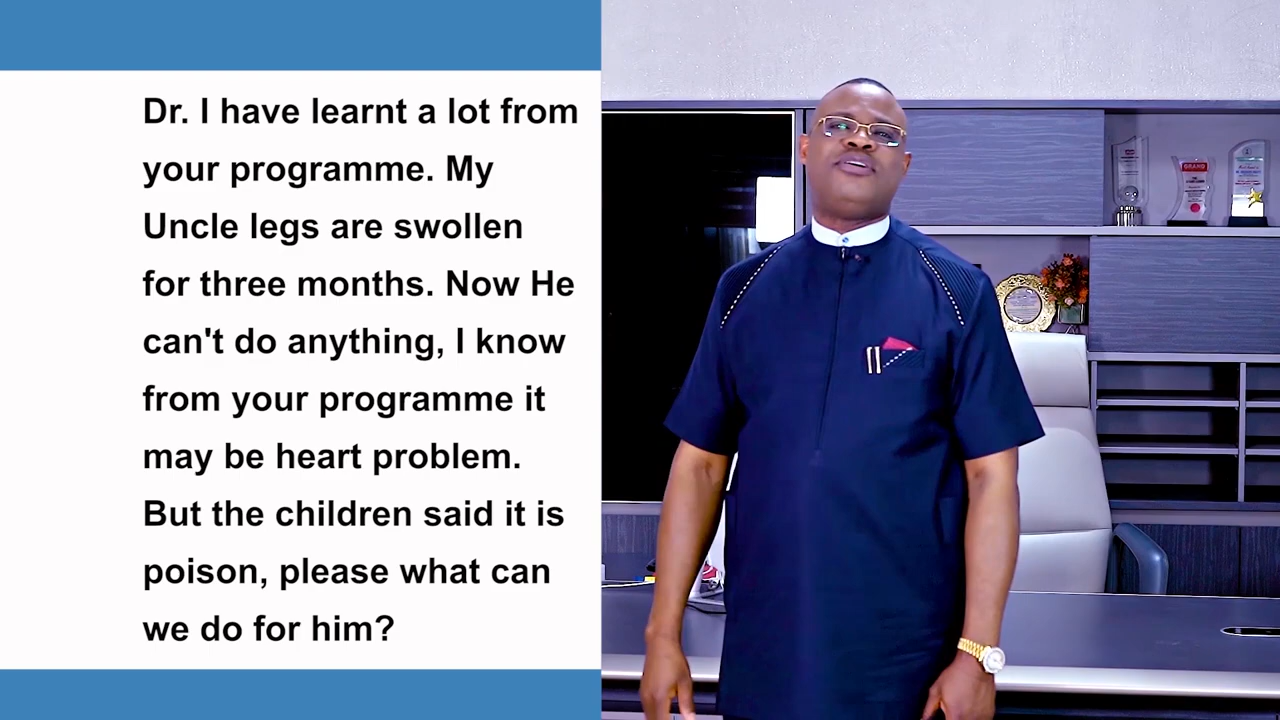 Dr. I have learnt a lot from
your programme. My
Uncle legs are swollen
for three months. Now He
can't do anything, I know
from your programme it
may be heart problem.
But the children said it is
poison, please what can
we do for him?